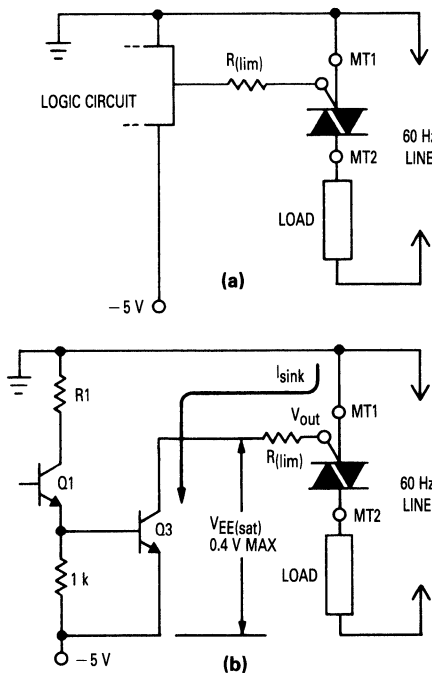 R(lim)
MT1
LOGIC CIRCUIT
60 Hz
LINE
MT2
LOAD
(a)
−5 V
Isink
R1
Vout
MT1
R(lim)
Q1
Q3
VEE(sat)
0.4 V MAX
60 Hz
LINE
MT2
1 k
LOAD
−5 V
(b)